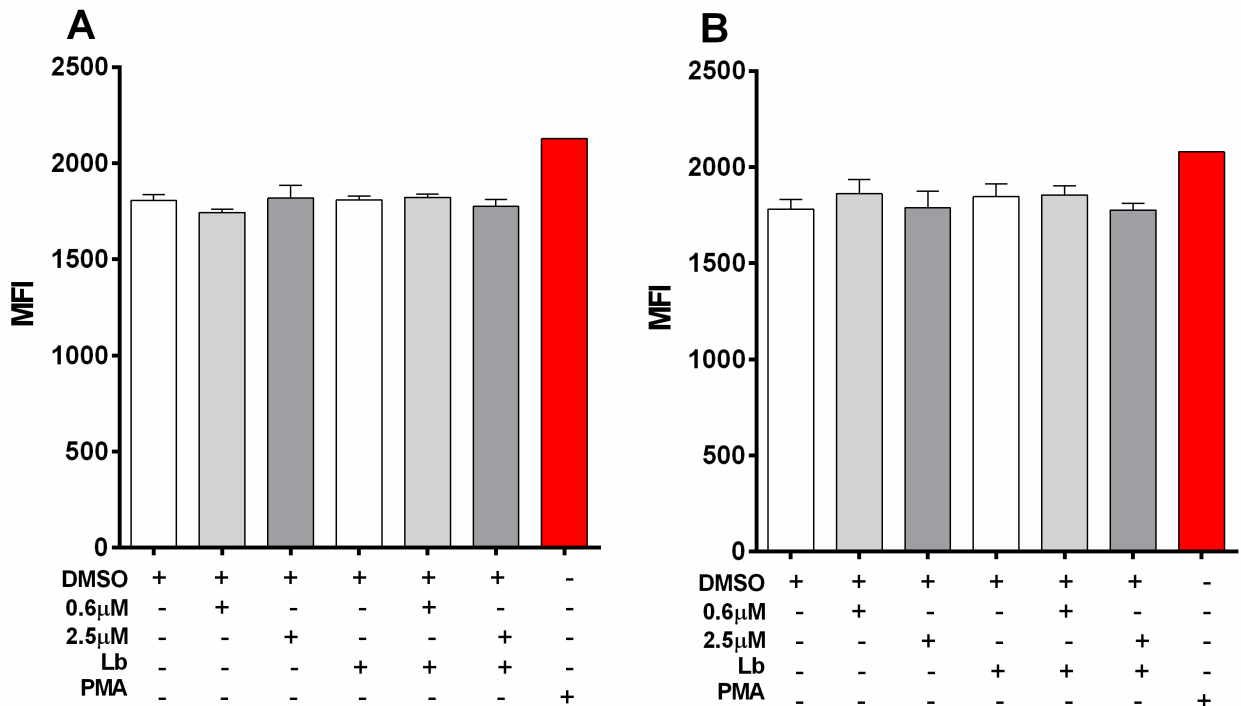 A
2500
2000
1500
1000
500
0
MFI
DMSO + + + + + + -
0.6μM - + - - + - -
2.5μM - - + - - + -
Lb - - - + + + -
PMA - - - - - - +
B
2500
2000
1500
1000
500
0
MFI
DMSO + + + + + + -
0.6μM - + - - + - -
2.5μM - - + - - + -
Lb - - - + + + -
PMA - - - - - - +